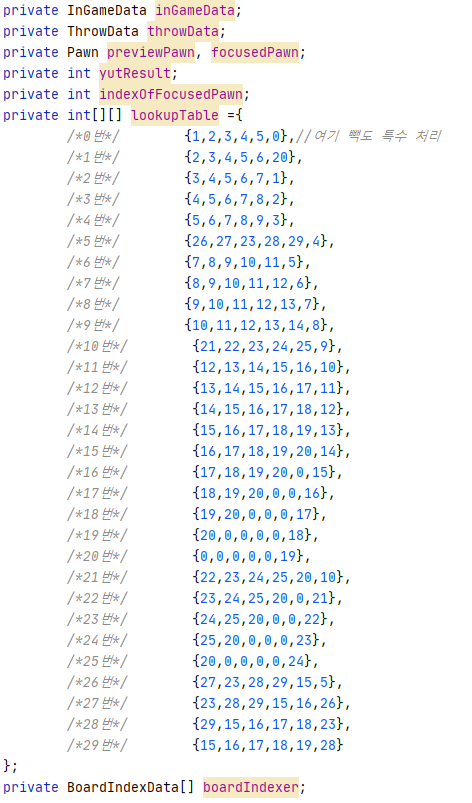 private InGameData inGameData;
private ThrowData throwData;
private Pawn previewPawn, focusedPawn;
private int yutResult;
private int indexOfFocusedPawn;
private int[][] lookupTable ={
/*0번*/ {1,2,3,4,5,0},//여기 빽도 특수 처리
/*1번*/ {2,3,4,5,6,20},
/*2번*/ {3,4,5,6,7,1},
/*3번*/ {4,5,6,7,8,2},
/*4번*/ {5,6,7,8,9,3},
/*5번*/ {26,27,23,28,29,4},
/*6번*/ {7,8,9,10,11,5},
/*7번*/ {8,9,10,11,12,6},
/*8번*/ {9,10,11,12,13,7},
/*9번*/ {10,11,12,13,14,8},
/*10번*/ {21,22,23,24,25,9},
/*11번*/ {12,13,14,15,16,10},
/*12번*/ {13,14,15,16,17,11},
/*13번*/ {14,15,16,17,18,12},
/*14번*/ {15,16,17,18,19,13},
/*15번*/ {16,17,18,19,20,14},
/*16번*/ {17,18,19,20,0,15},
/*17번*/ {18,19,20,0,0,16},
/*18번*/ {19,20,0,0,0,17},
/*19번*/ {20,0,0,0,0,18},
/*20번*/ {0,0,0,0,0,19},
/*21번*/ {22,23,24,25,20,10},
/*22번*/ {23,24,25,20,0,21},
/*23번*/ {24,25,20,0,0,22},
/*24번*/ {25,20,0,0,0,23},
/*25번*/ {20,0,0,0,0,24},
/*26번*/ {27,23,28,29,15,5},
/*27번*/ {23,28,29,15,16,26},
/*28번*/ {29,15,16,17,18,23},
/*29번*/ {15,16,17,18,19,28}
};
private BoardIndexData[] boardIndexer;